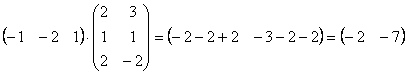 (−1 −2 1)·(2 3
1 1
2 −2) = (−2−2+2 −3−2−2) = (−2 −7)